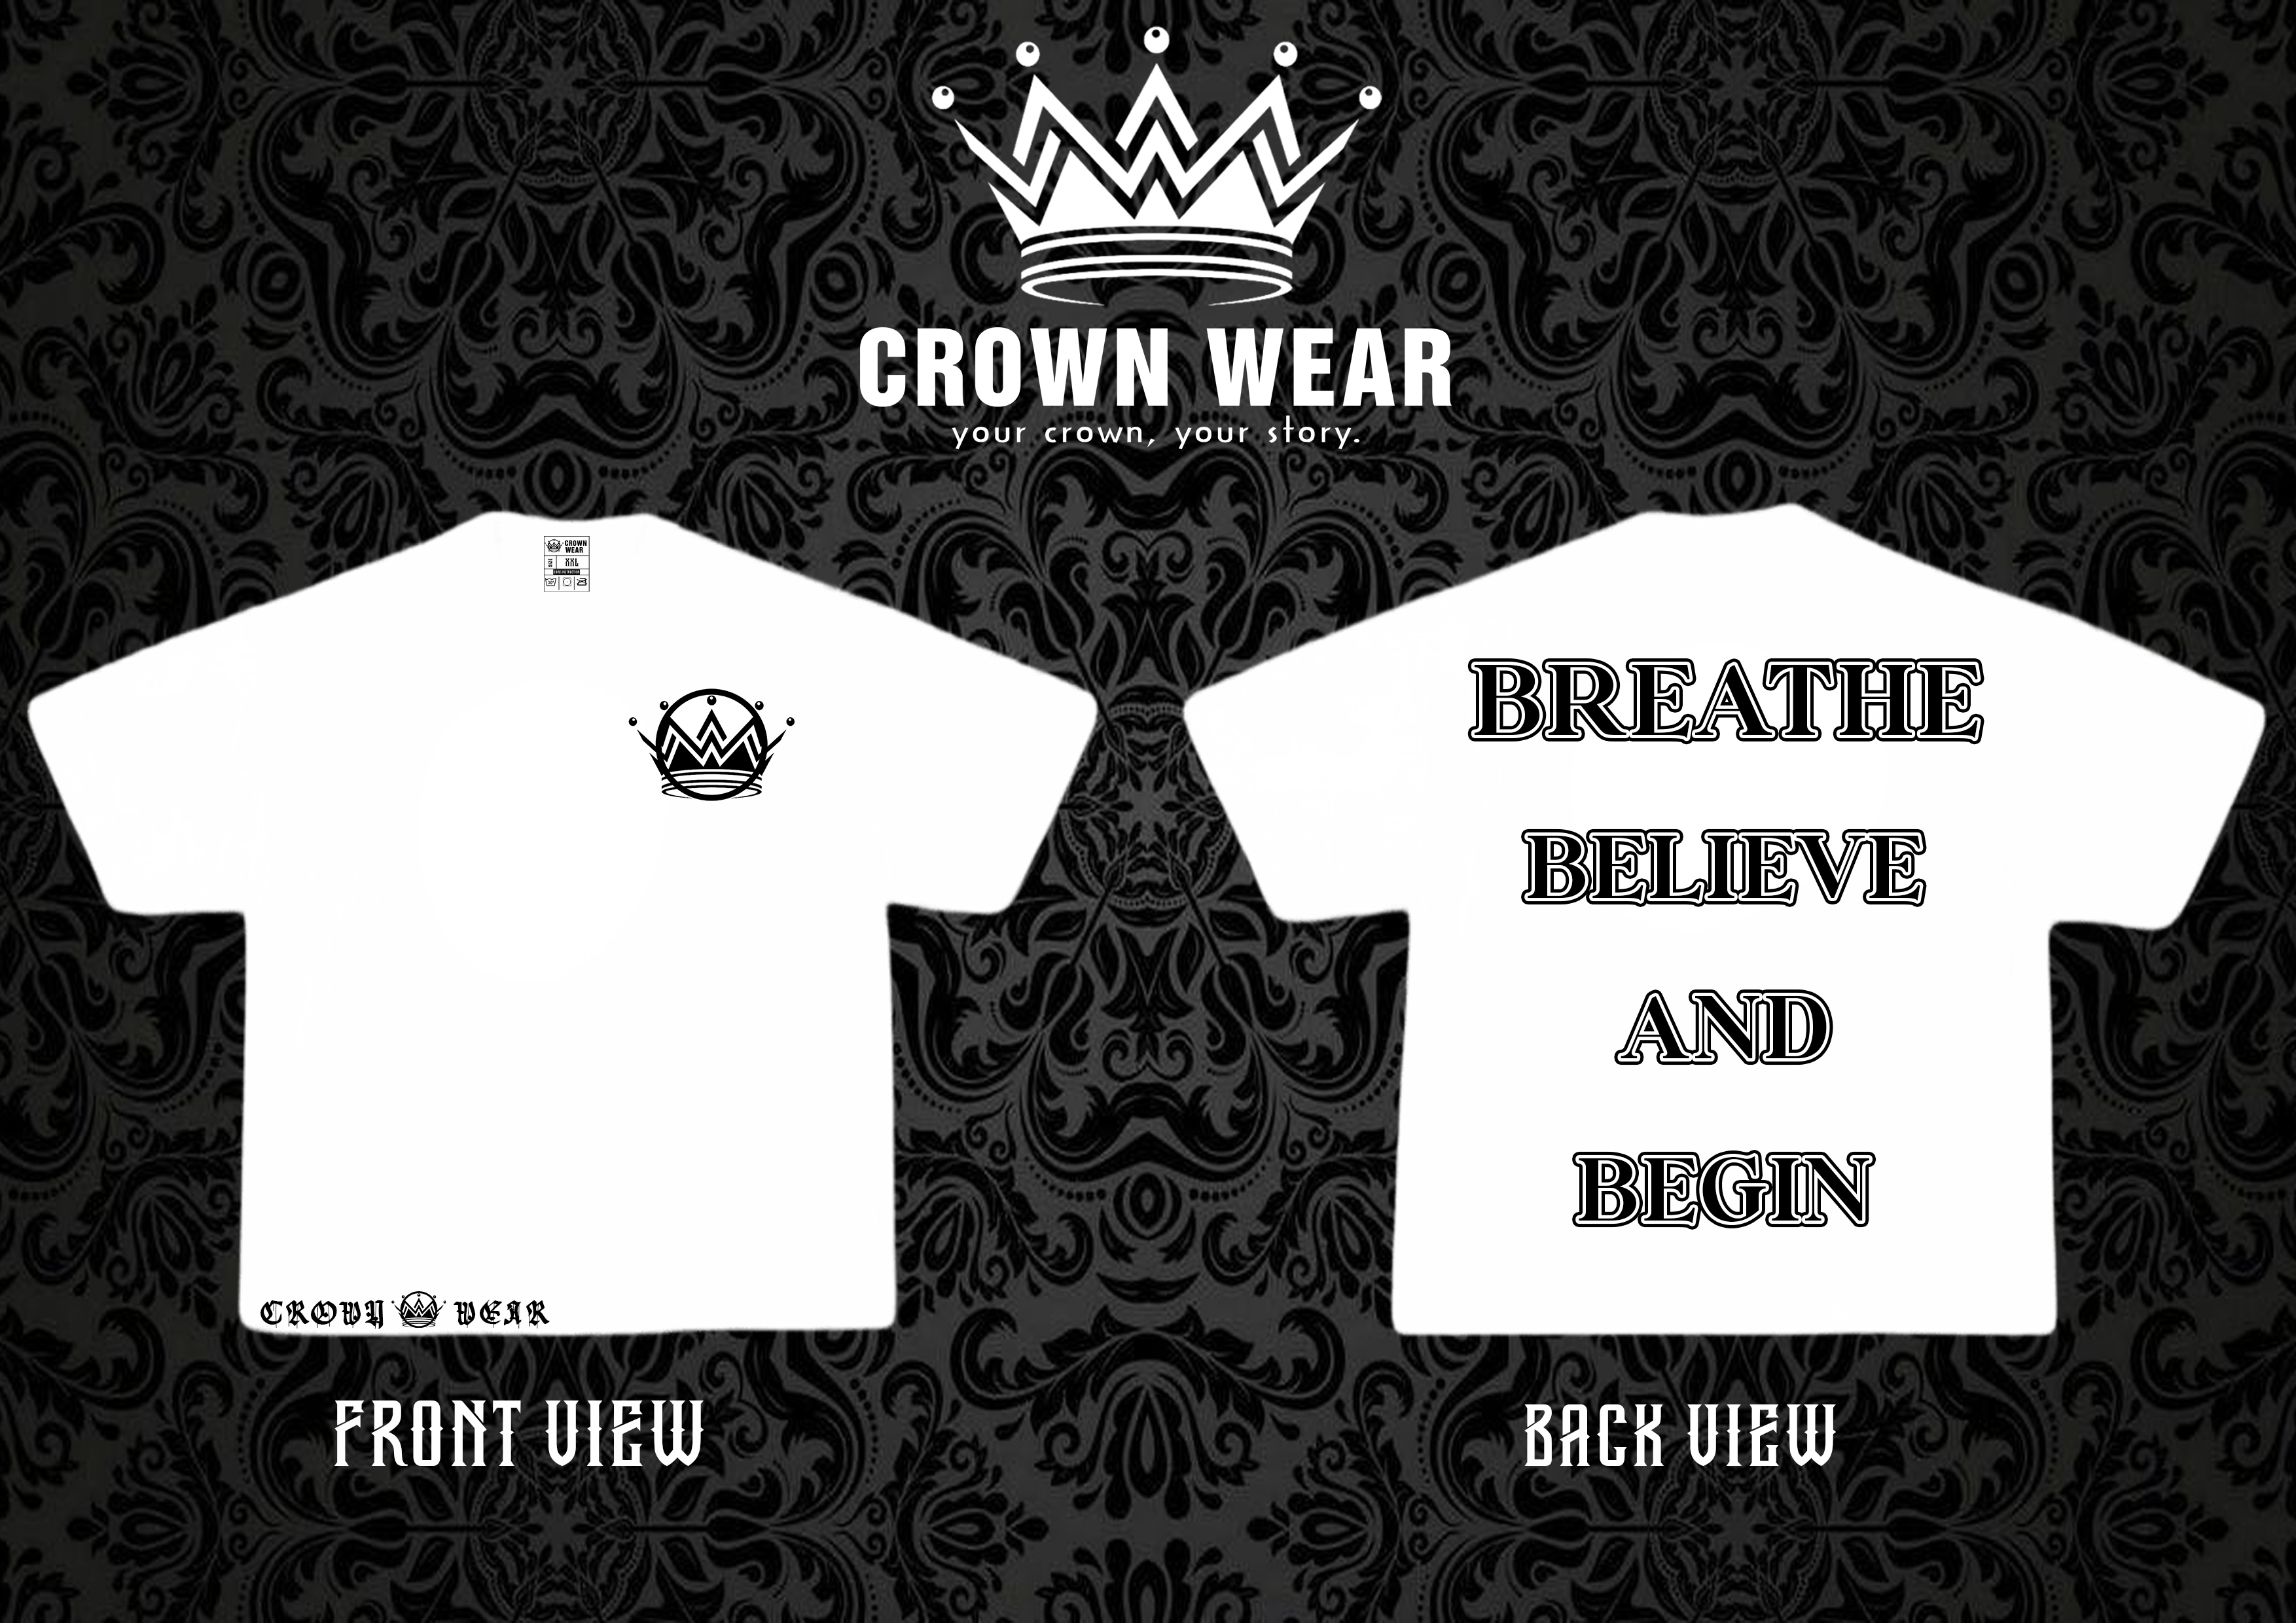 CROWN WEAR
your crown, your story.
CROWN
WEAR
SIZE
XXL
BREATHE
BELIEVE
AND
BEGIN
CROWN WEAR
FRONT VIEW
BACK VIEW